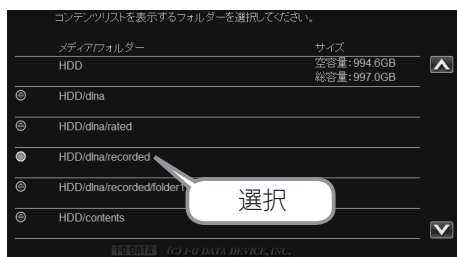 コンテンツリストを表示するフォルダーを選択してください。
メディア/フォルダー サイズ
HDD 空容量:994.6GB
総容量:997.0GB
HDD/dlna
HDD/dlna/rated
HDD/dlna/recorded
HDD/dlna/recorded/folder1
選択
HDD/contents
I-O DATA (C) I-O DATA DEVICE, INC.